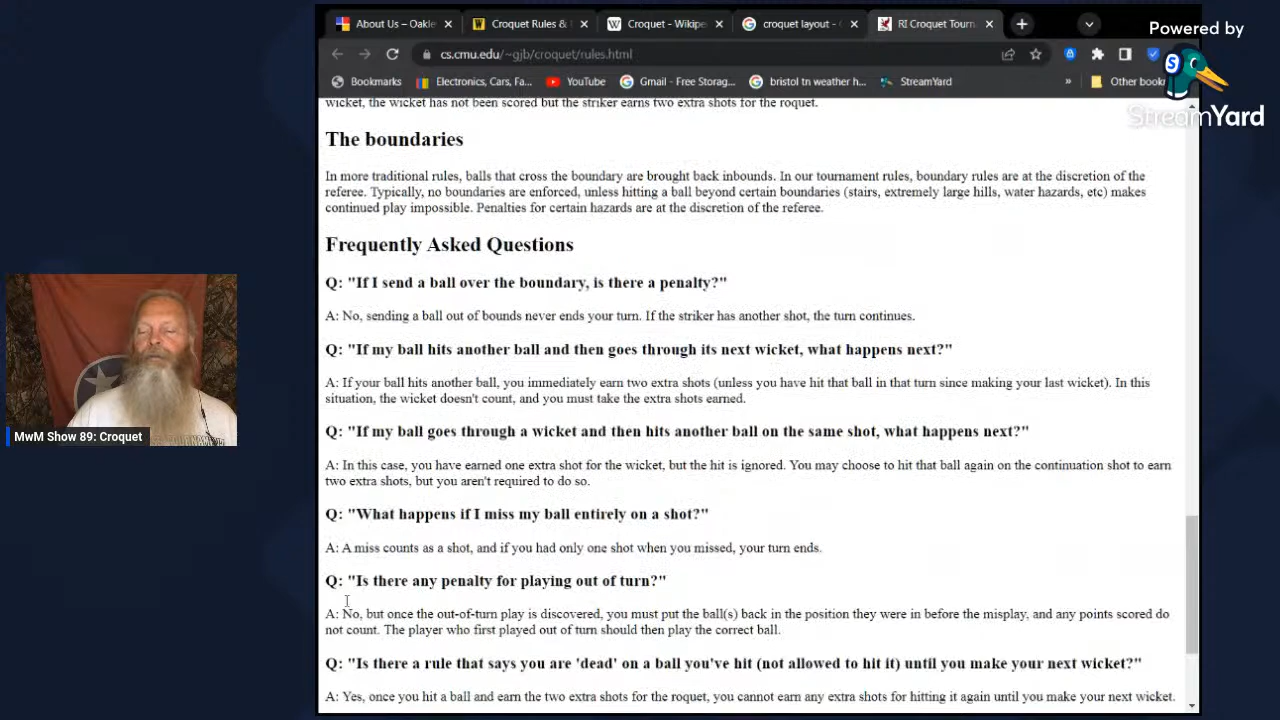 About Us – Oakle
Croquet Rules &
Croquet - Wikipe
croquet layout -
RI Croquet Tourn
Powered by
StreamYard
cs.cmu.edu/~gjb/croquet/rules.html
Bookmarks
Electronics, Cars, Fa...
YouTube
Gmail - Free Storag...
bristol tn weather h...
StreamYard
»
Other book
wicket, the wicket has not been scored but the striker earns two extra shots for the roquet.
The boundaries
In more traditional rules, balls that cross the boundary are brought back inbounds. In our tournament rules, boundary rules are at the discretion of the
referee. Typically, no boundaries are enforced, unless hitting a ball beyond certain boundaries (stairs, extremely large hills, water hazards, etc) makes
continued play impossible. Penalties for certain hazards are at the discretion of the referee.
Frequently Asked Questions
Q: "If I send a ball over the boundary, is there a penalty?"
A: No, sending a ball out of bounds never ends your turn. If the striker has another shot, the turn continues.
Q: "If my ball hits another ball and then goes through its next wicket, what happens next?"
A: If your ball hits another ball, you immediately earn two extra shots (unless you have hit that ball in that turn since making your last wicket). In this
situation, the wicket doesn't count, and you must take the extra shots earned.
Q: "If my ball goes through a wicket and then hits another ball on the same shot, what happens next?"
A: In this case, you have earned one extra shot for the wicket, but the hit is ignored. You may choose to hit that ball again on the continuation shot to earn
two extra shots, but you aren't required to do so.
Q: "What happens if I miss my ball entirely on a shot?"
A: A miss counts as a shot, and if you had only one shot when you missed, your turn ends.
Q: "Is there any penalty for playing out of turn?"
A: No, but once the out-of-turn play is discovered, you must put the ball(s) back in the position they were in before the misplay, and any points scored do
not count. The player who first played out of turn should then play the correct ball.
Q: "Is there a rule that says you are 'dead' on a ball you've hit (not allowed to hit it) until you make your next wicket?"
A: Yes, once you hit a ball and earn the two extra shots for the roquet, you cannot earn any extra shots for hitting it again until you make your next wicket.
MwM Show 89: Croquet